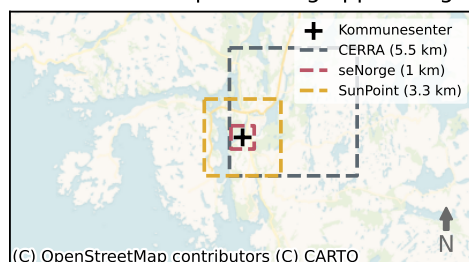 Kommunesenter
CERRA (5.5 km)
seNorge (1 km)
SunPoint (3.3 km)
N
(C) OpenStreetMap contributors (C) CARTO